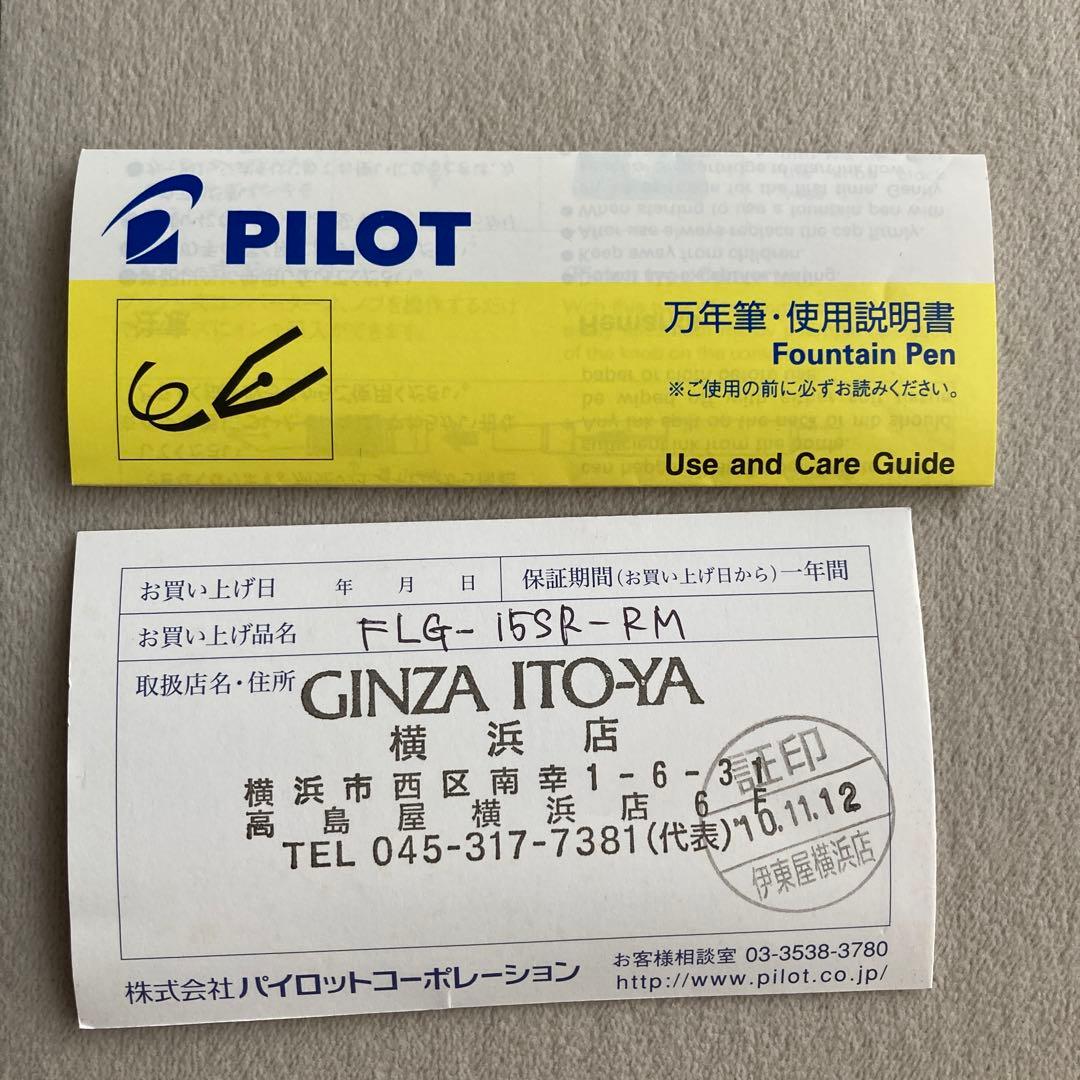 PILOT
万年筆・使用説明書
Fountain Pen
※ご使用の前に必ずお読みください。
Use and Care Guide
お買い上げ日 年 月 日 保証期間(お買い上げ日から)一年間
お買い上げ品名 FLG-15SR-RM
取扱店名・住所 GINZA ITO-YA
横浜店
横浜市西区南幸1-6-31
高島屋横浜店6F
TEL 045-317-7381(代表)
証印
'10.11.12
伊東屋横浜店
お客様相談室 03-3538-3780
株式会社パイロットコーポレーション http://www.pilot.co.jp/